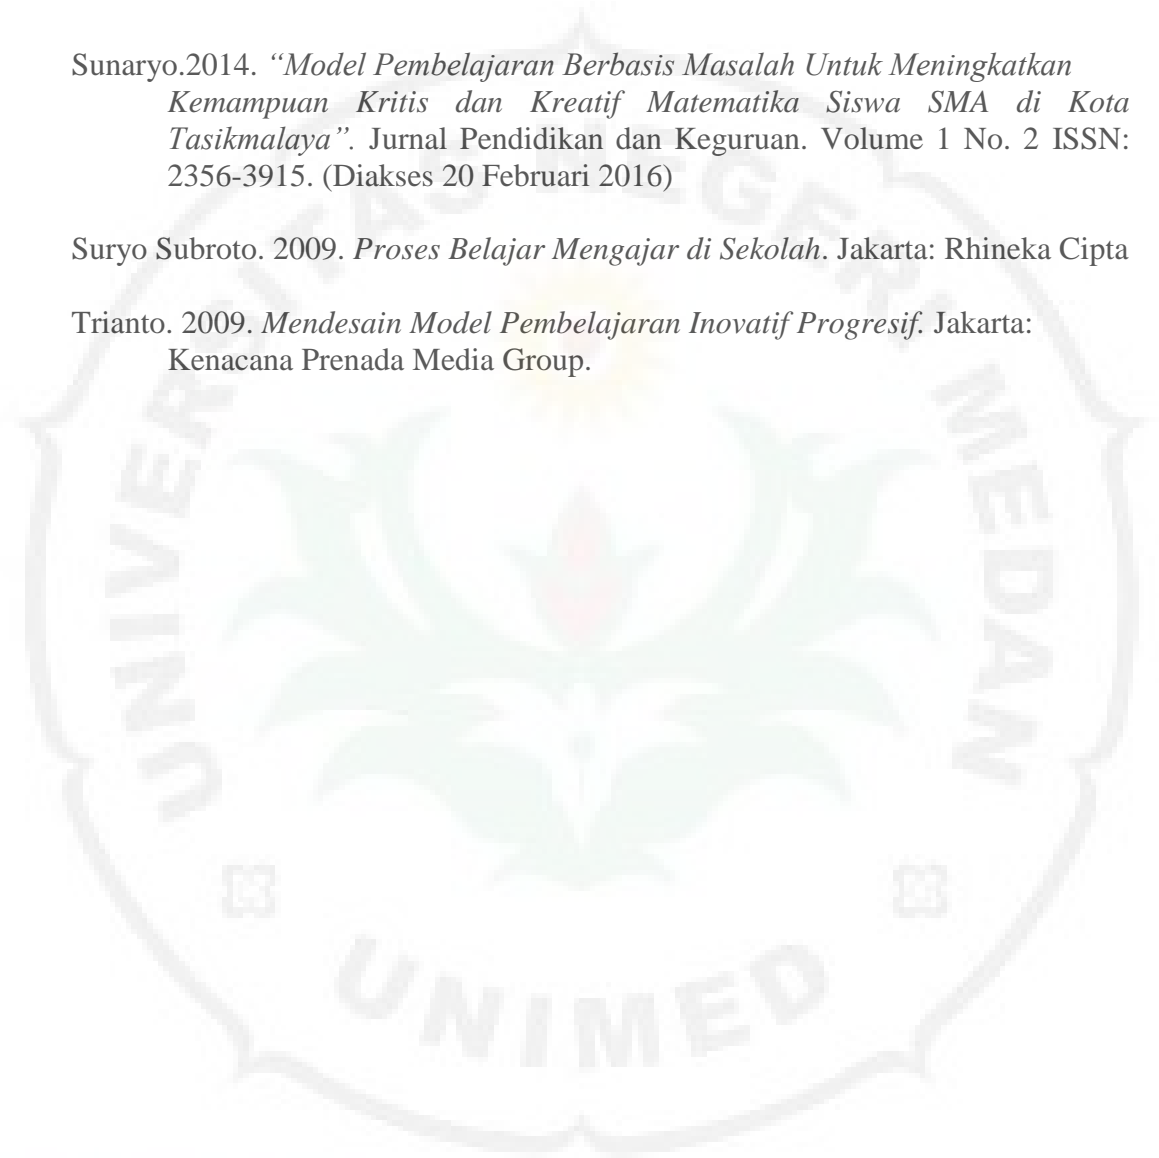 Sunaryo.2014. “Model Pembelajaran Berbasis Masalah Untuk Meningkatkan
Kemampuan Kritis dan Kreatif Matematika Siswa SMA di Kota
Tasikmalaya”. Jurnal Pendidikan dan Keguruan. Volume 1 No. 2 ISSN:
2356-3915. (Diakses 20 Februari 2016)
Suryo Subroto. 2009. Proses Belajar Mengajar di Sekolah. Jakarta: Rhineka Cipta
Trianto. 2009. Mendesain Model Pembelajaran Inovatif Progresif. Jakarta:
Kenacana Prenada Media Group.
UNIVERSITAS NEGERI MEDAN
UNIMED